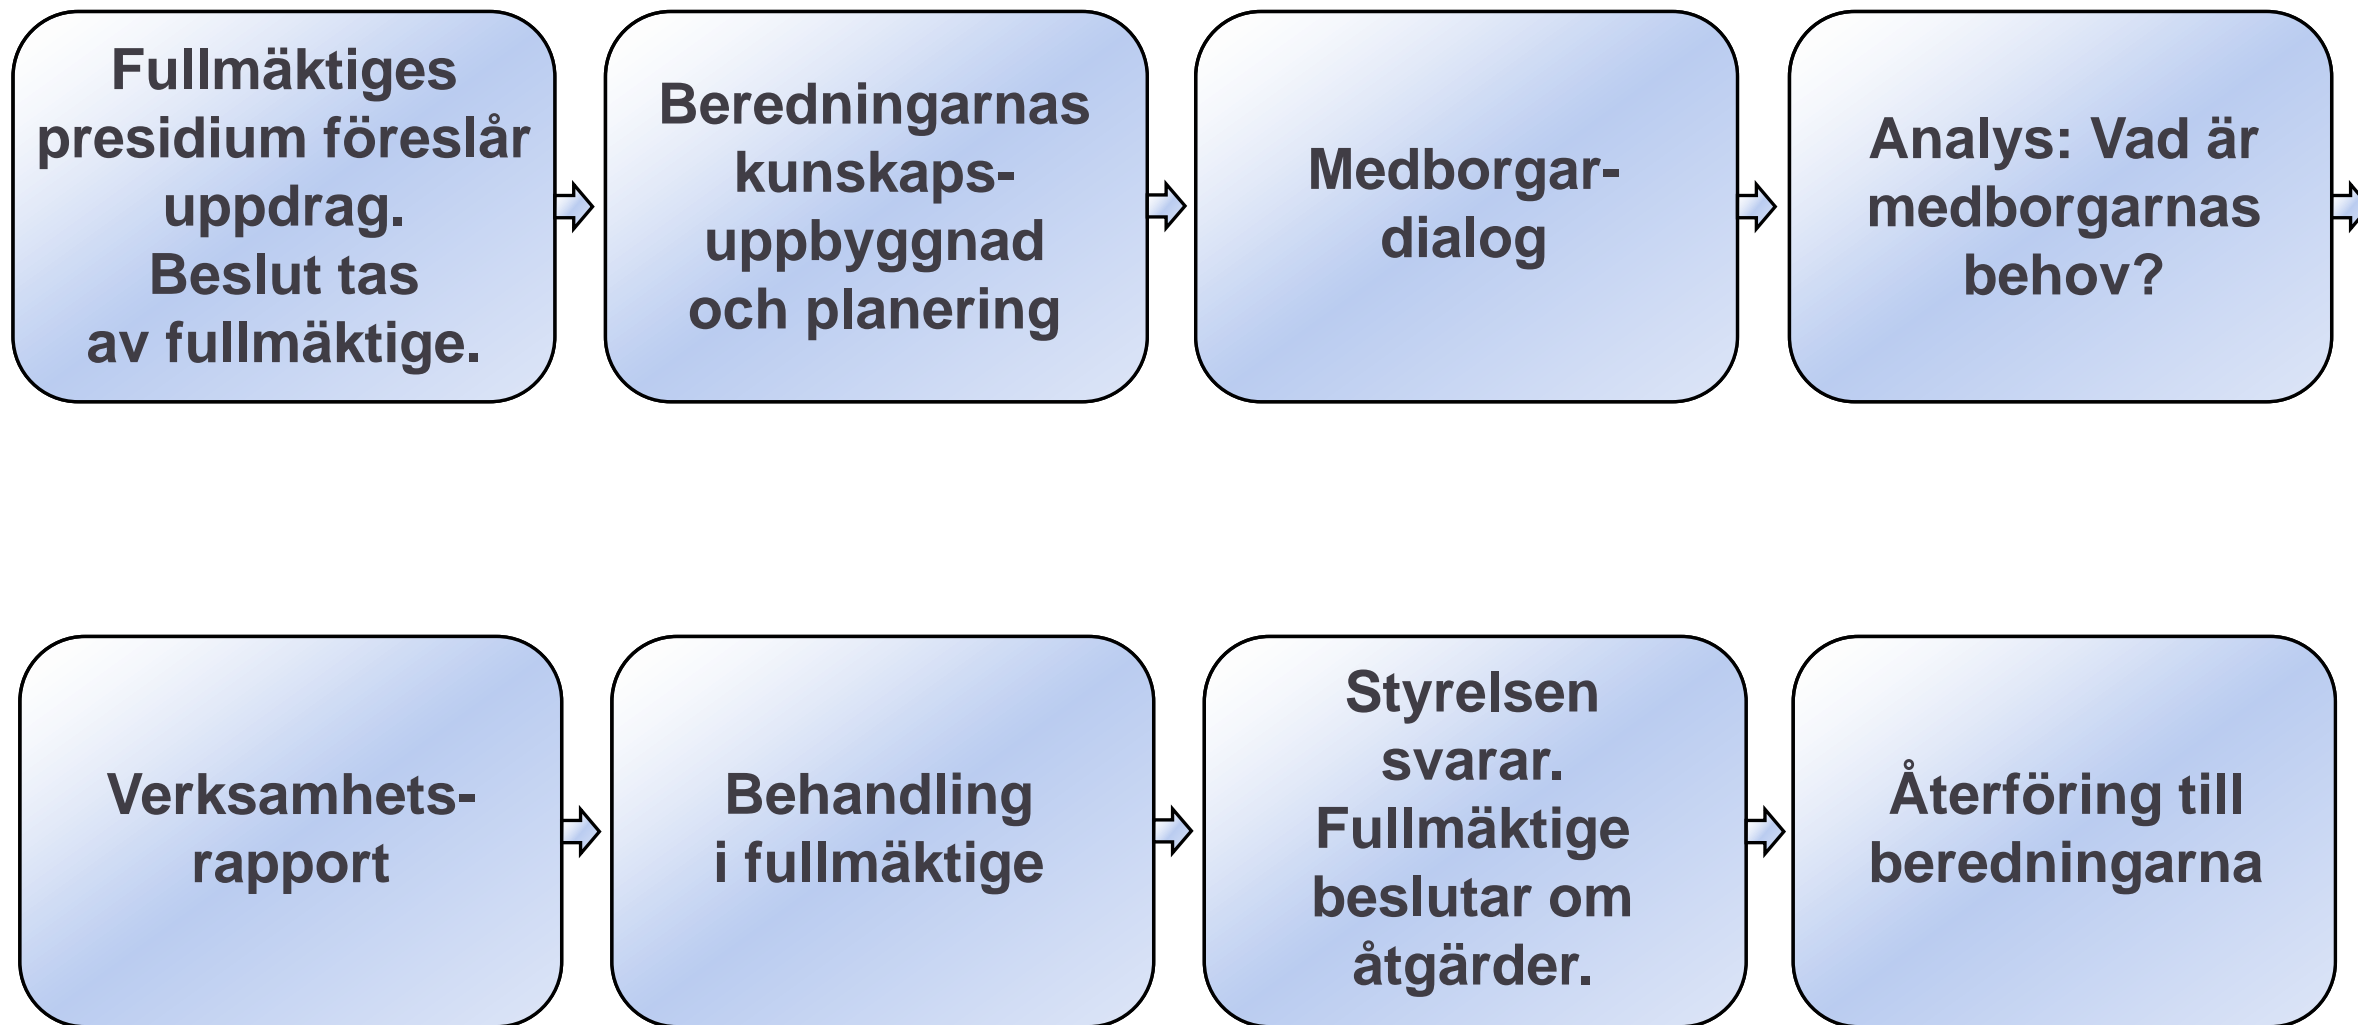 Fullmäktiges
presidium föreslår
uppdrag.
Beslut tas
av fullmäktige.
Beredningarnas
kunskaps-
uppbyggnad
och planering
Medborgar-
dialog
Analys: Vad är
medborgarnas
behov?
Verksamhets-
rapport
Behandling
i fullmäktige
Styrelsen
svarar.
Fullmäktige
beslutar om
åtgärder.
Återföring till
beredningarna